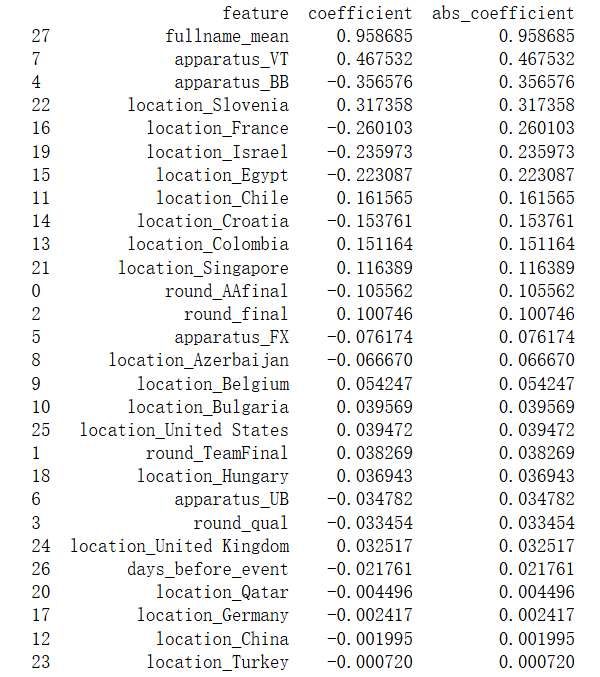 feature coefficient abs_coefficient
27 fullname_mean 0.958685 0.958685
7 apparatus_VT 0.467532 0.467532
4 apparatus_BB -0.356576 0.356576
22 location_Slovenia 0.317358 0.317358
16 location_France -0.260103 0.260103
19 location_Israel -0.235973 0.235973
15 location_Egypt -0.223087 0.223087
11 location_Chile 0.161565 0.161565
14 location_Croatia -0.153761 0.153761
13 location_Colombia 0.151164 0.151164
21 location_Singapore 0.116389 0.116389
0 round_AAfinal -0.105562 0.105562
2 round_final 0.100746 0.100746
5 apparatus_FX -0.076174 0.076174
8 location_Azerbaijan -0.066670 0.066670
9 location_Belgium 0.054247 0.054247
10 location_Bulgaria 0.039569 0.039569
25 location_United States 0.039472 0.039472
1 round_TeamFinal 0.038269 0.038269
18 location_Hungary 0.036943 0.036943
6 apparatus_UB -0.034782 0.034782
3 round_qual -0.033454 0.033454
24 location_United Kingdom 0.032517 0.032517
26 days_before_event -0.021761 0.021761
20 location_Qatar -0.004496 0.004496
17 location_Germany -0.002417 0.002417
12 location_China -0.001995 0.001995
23 location_Turkey -0.000720 0.000720